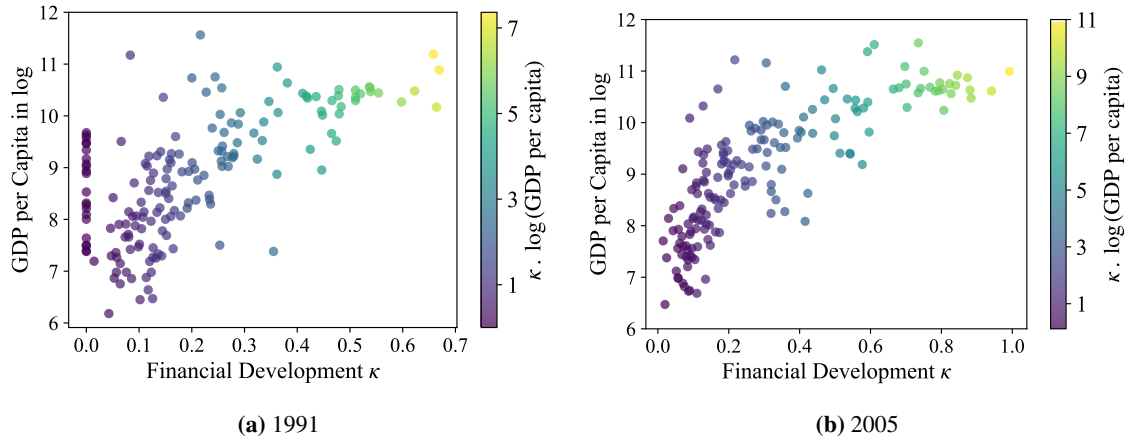 12
11
10
9
8
7
6
0.0 0.1 0.2 0.3 0.4 0.5 0.6 0.7
GDP per Capita in log
Financial Development κ
7
5
3
1
κ . log(GDP per capita)
(a) 1991
12
11
10
9
8
7
6
0.0 0.2 0.4 0.6 0.8 1.0
GDP per Capita in log
Financial Development κ
11
9
7
5
3
1
κ . log(GDP per capita)
(b) 2005